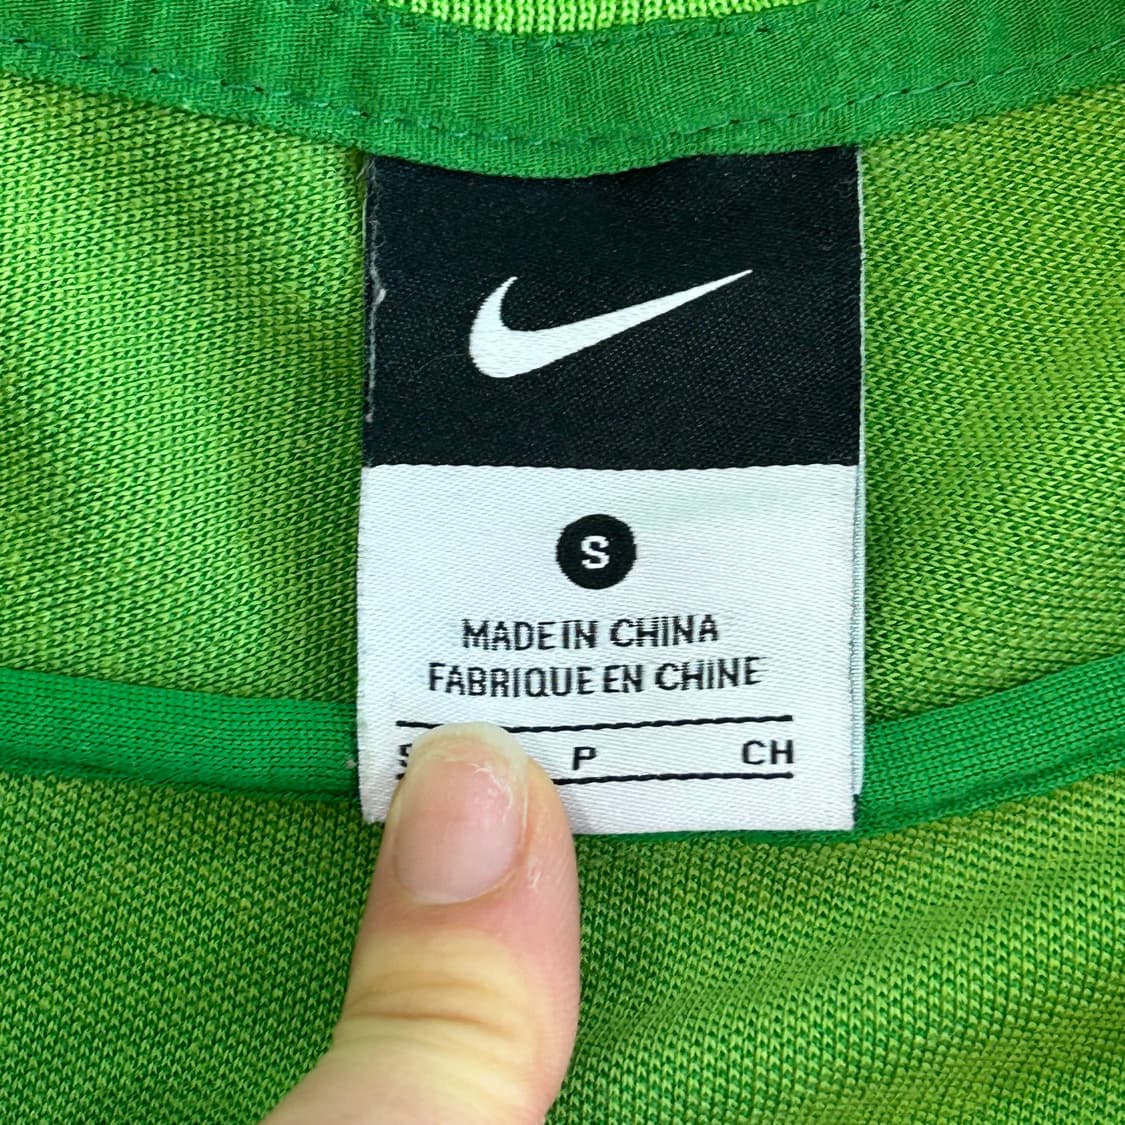 S
MADE IN CHINA
FABRIQUE EN CHINE
S P CH